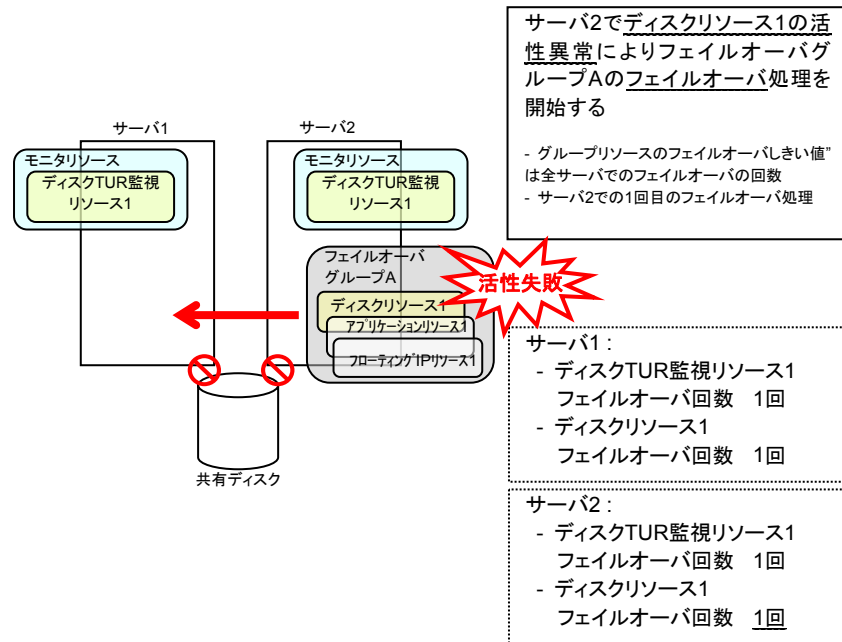 サーバ2でディスクリソース1の活
性異常によりフェイルオーバグ
ループAのフェイルオーバ処理を
開始する
- グループリソースのフェイルオーバしきい値”
は全サーバでのフェイルオーバの回数
- サーバ2での1回目のフェイルオーバ処理
サーバ1
サーバ2
モニタリソース
ディスクTUR監視
リソース1
モニタリソース
ディスクTUR監視
リソース1
フェイルオーバ
グループA
活性失敗
ディスクリソース1
アプリケーションリソース1
フローティングIPリソース1
共有ディスク
サーバ1 :
- ディスクTUR監視リソース1
フェイルオーバ回数 1回
- ディスクリソース1
フェイルオーバ回数 1回
サーバ2 :
- ディスクTUR監視リソース1
フェイルオーバ回数 1回
- ディスクリソース1
フェイルオーバ回数 1回